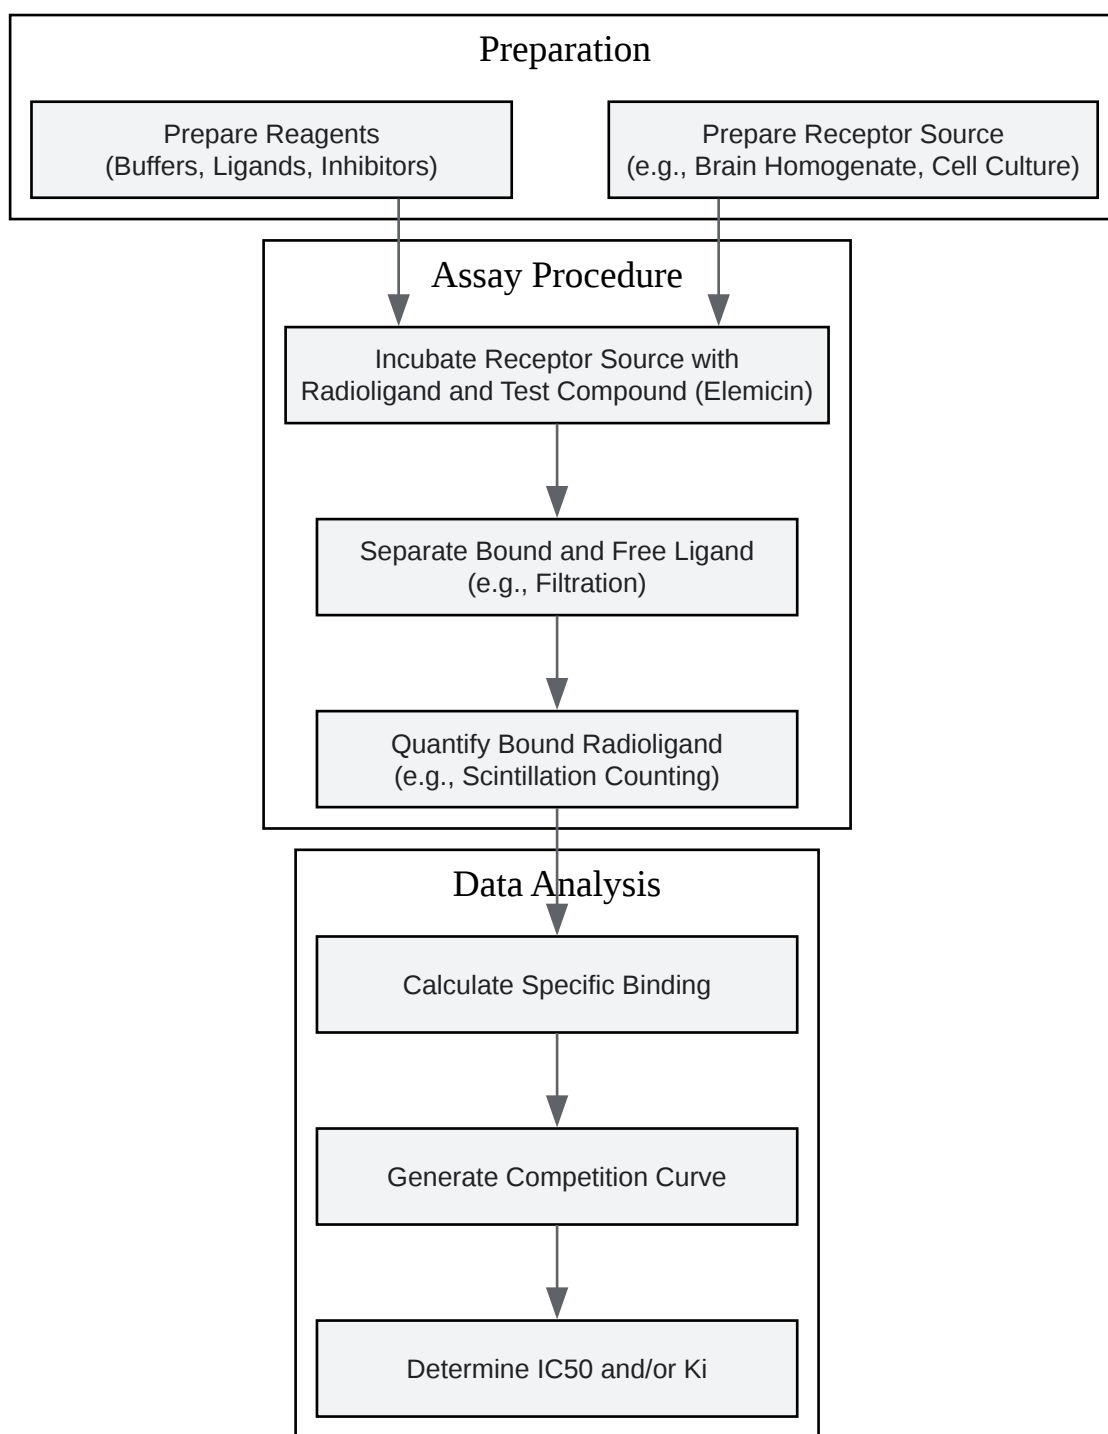 Preparation
Prepare Reagents
(Buffers, Ligands, Inhibitors)
Prepare Receptor Source
(e.g., Brain Homogenate, Cell Culture)
Assay Procedure
Incubate Receptor Source with
Radioligand and Test Compound (Elemicin)
Separate Bound and Free Ligand
(e.g., Filtration)
Quantify Bound Radioligand
(e.g., Scintillation Counting)
Data Analysis
Calculate Specific Binding
Generate Competition Curve
Determine IC50 and/or Ki